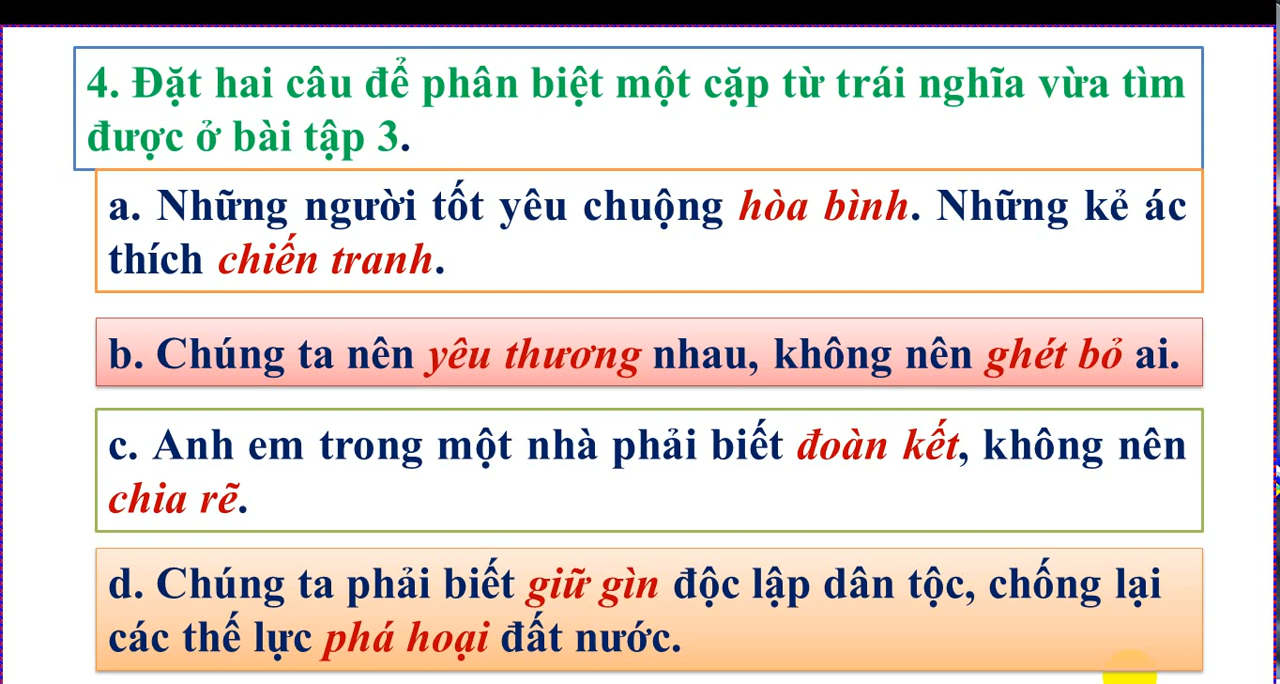 4. Đặt hai câu để phân biệt một cặp từ trái nghĩa vừa tìm
được ở bài tập 3.
a. Những người tốt yêu chuộng hòa bình. Những kẻ ác
thích chiến tranh.
b. Chúng ta nên yêu thương nhau, không nên ghét bỏ ai.
c. Anh em trong một nhà phải biết đoàn kết, không nên
chia rẽ.
d. Chúng ta phải biết giữ gìn độc lập dân tộc, chống lại
các thế lực phá hoại đất nước.